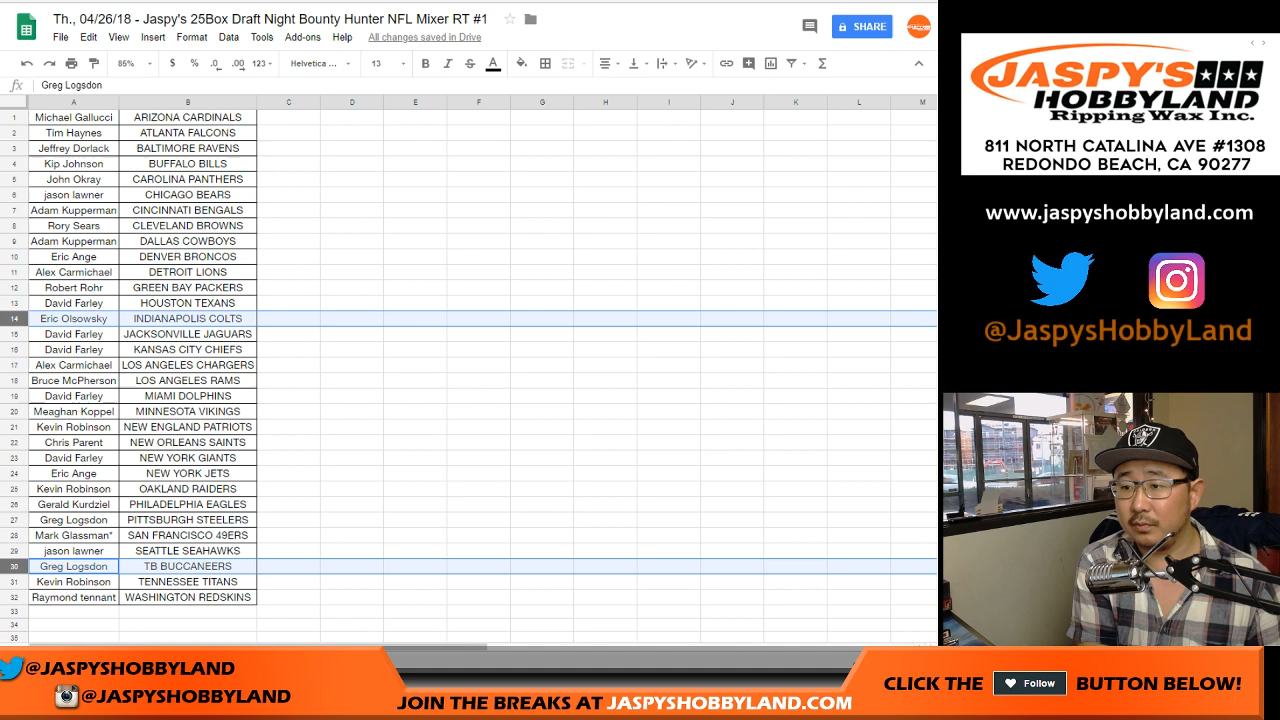 Th., 04/26/18 - Jaspy's 25Box Draft Night Bounty Hunter NFL Mixer RT #1
File Edit View Insert Format Data Tools Add-ons Help All changes saved in Drive
SHARE
85% $ % .0 .00 123 Helvetica ... 13 B I S A
fx Greg Logsdon
A B C D E F G H I J K L M
1 Michael Gallucci ARIZONA CARDINALS
2 Tim Haynes ATLANTA FALCONS
3 Jeffrey Dorlack BALTIMORE RAVENS
4 Kip Johnson BUFFALO BILLS
5 John Okray CAROLINA PANTHERS
6 jason lawner CHICAGO BEARS
7 Adam Kupperman CINCINNATI BENGALS
8 Rory Sears CLEVELAND BROWNS
9 Adam Kupperman DALLAS COWBOYS
10 Eric Ange DENVER BRONCOS
11 Alex Carmichael DETROIT LIONS
12 Robert Rohr GREEN BAY PACKERS
13 David Farley HOUSTON TEXANS
14 Eric Olsowsky INDIANAPOLIS COLTS
15 David Farley JACKSONVILLE JAGUARS
16 David Farley KANSAS CITY CHIEFS
17 Alex Carmichael LOS ANGELES CHARGERS
18 Bruce McPherson LOS ANGELES RAMS
19 David Farley MIAMI DOLPHINS
20 Meaghan Koppel MINNESOTA VIKINGS
21 Kevin Robinson NEW ENGLAND PATRIOTS
22 Chris Parent NEW ORLEANS SAINTS
23 David Farley NEW YORK GIANTS
24 Eric Ange NEW YORK JETS
25 Kevin Robinson OAKLAND RAIDERS
26 Gerald Kurdziel PHILADELPHIA EAGLES
27 Greg Logsdon PITTSBURGH STEELERS
28 Mark Glassman* SAN FRANCISCO 49ERS
29 jason lawner SEATTLE SEAHAWKS
30 Greg Logsdon TB BUCCANEERS
31 Kevin Robinson TENNESSEE TITANS
32 Raymond tennant WASHINGTON REDSKINS
33
34
35
JASPY'S
HOBBYLAND
Ripping Wax Inc.
811 NORTH CATALINA AVE #1308
REDONDO BEACH, CA 90277
www.jaspyshobbyland.com
@JaspysHobbyLand
@JASPYSHOBBYLAND
@JASPYSHOBBYLAND
JOIN THE BREAKS AT JASPYSHOBBYLAND.COM
CLICK THE Follow BUTTON BELOW!